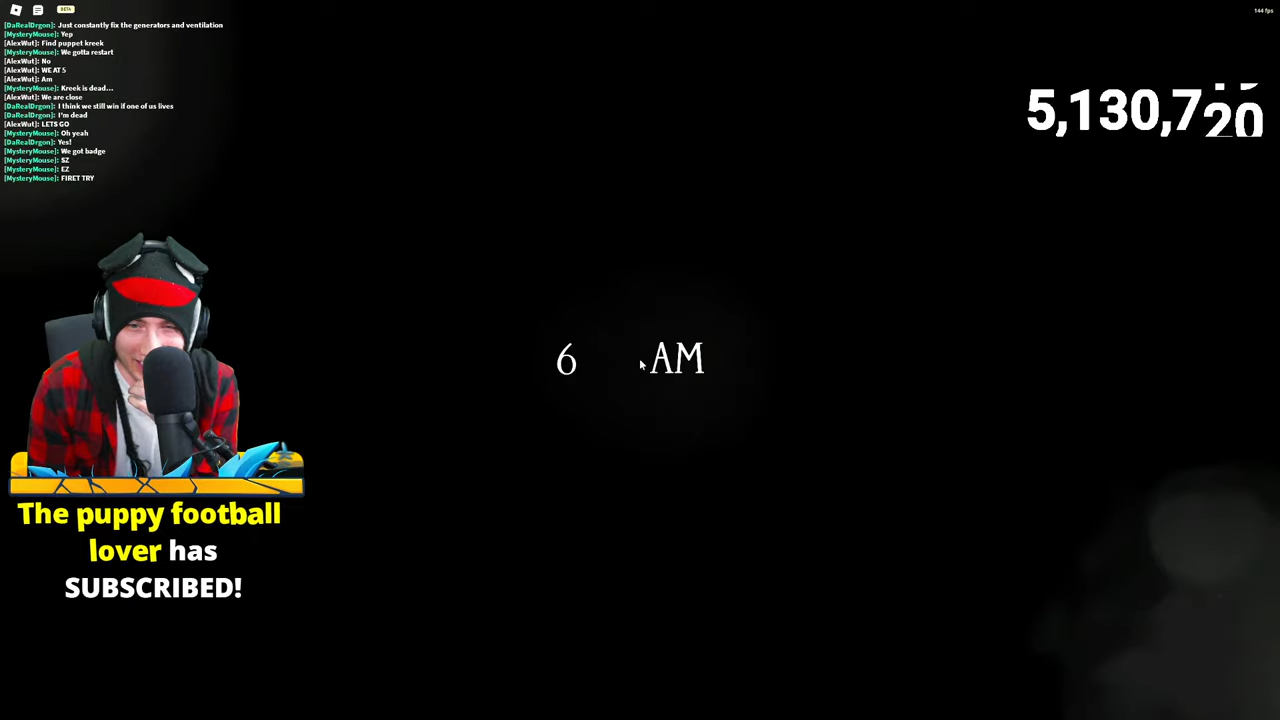 BETA
144 fps
[DaRealDrgon]: Just constantly fix the generators and ventilation
[MysteryMouse]: Yep
[AlexWut]: Find puppet kreek
[MysteryMouse]: We gotta restart
[AlexWut]: No
[AlexWut]: WE AT 5
[AlexWut]: Am
[MysteryMouse]: Kreek is dead...
[AlexWut]: We are close
[DaRealDrgon]: I think we still win if one of us lives
[DaRealDrgon]: I'm dead
[AlexWut]: LETS GO
[MysteryMouse]: Oh yeah
[DaRealDrgon]: Yes!
[MysteryMouse]: We got badge
[MysteryMouse]: SZ
[MysteryMouse]: EZ
[MysteryMouse]: FIRET TRY
5,130,720
6 AM
The puppy football
lover has
SUBSCRIBED!